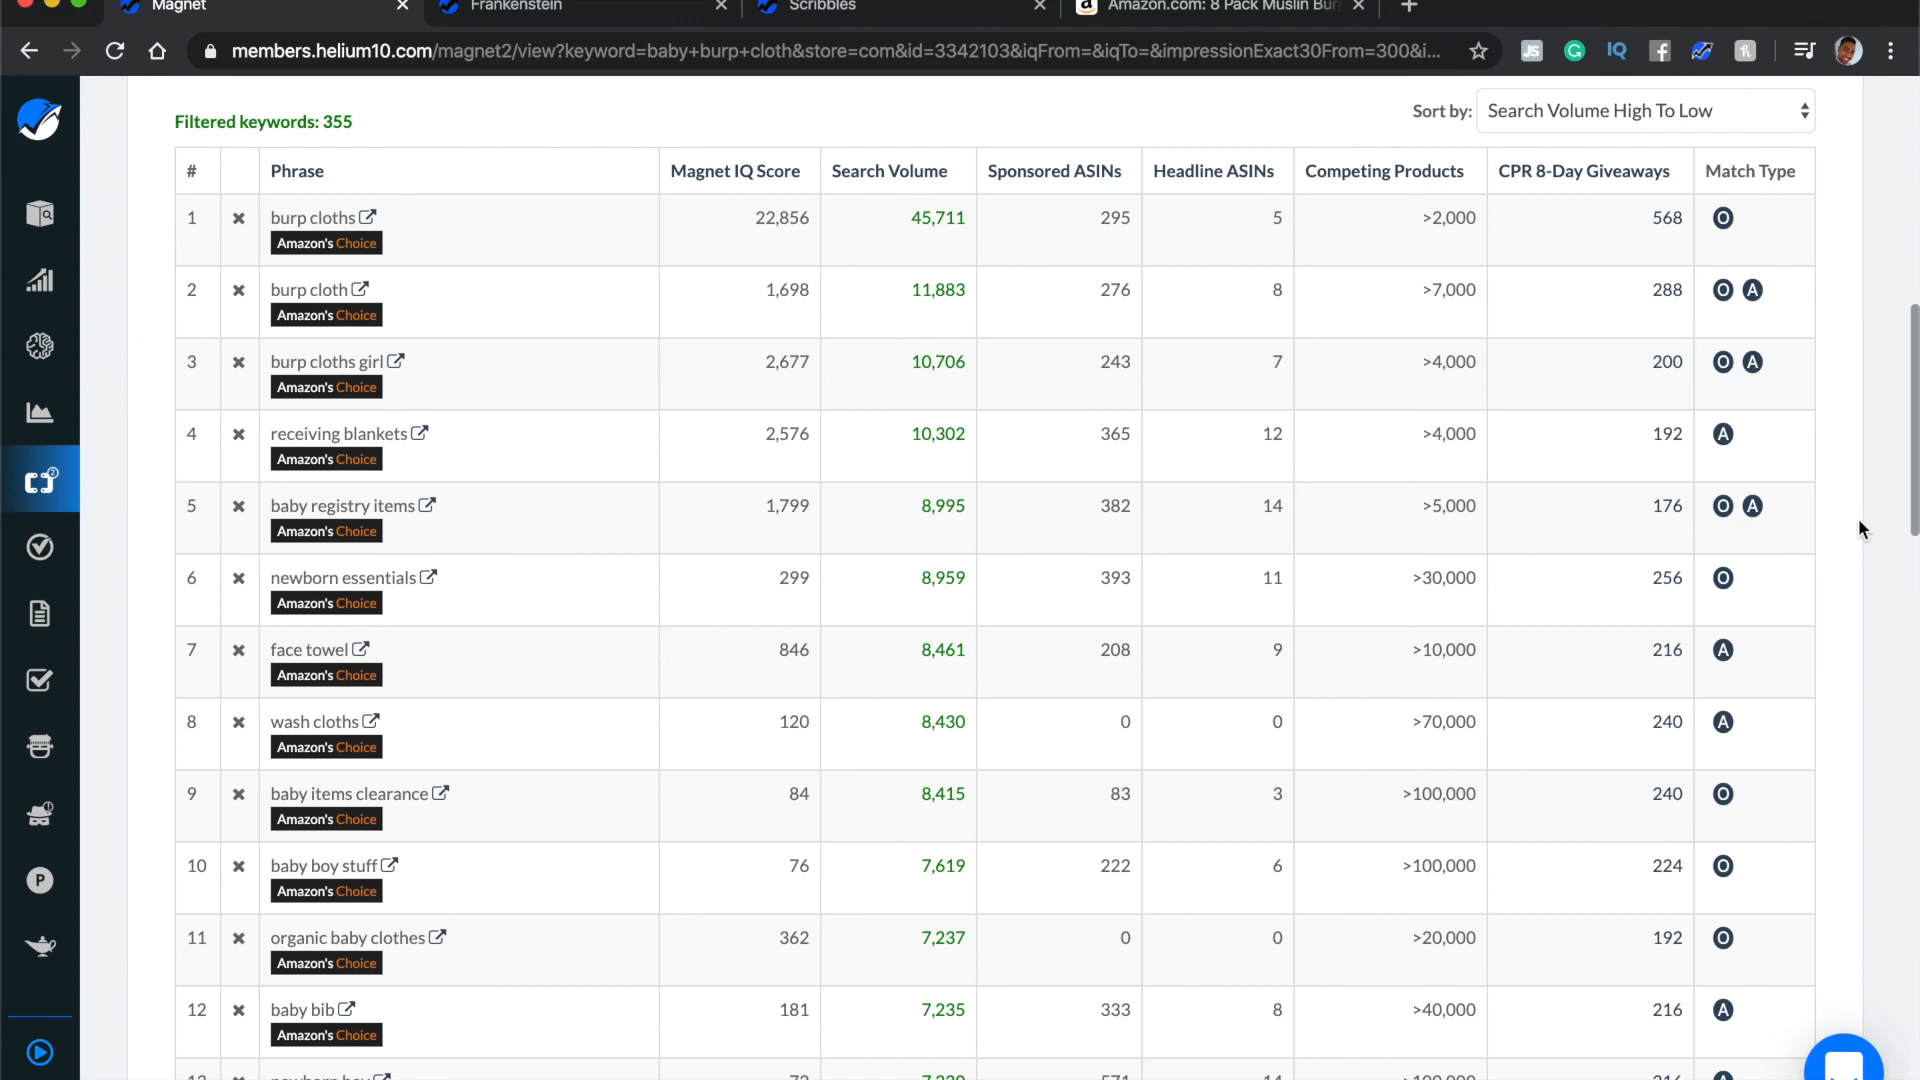 Magnet
Frankenstein
Scribbles
Amazon.com: 8 Pack Muslin Bur
members.helium10.com/magnet2/view?keyword=baby+burp+cloth&store=com&id=3342103&iqFrom=&iqTo=&impressionExact30From=300&i...
Filtered keywords: 355
Sort by: Search Volume High To Low
# Phrase Magnet IQ Score Search Volume Sponsored ASINs Headline ASINs Competing Products CPR 8-Day Giveaways Match Type
1 burp cloths 22,856 45,711 295 5 >2,000 568 O
Amazon's Choice
2 burp cloth 1,698 11,883 276 8 >7,000 288 O A
Amazon's Choice
3 burp cloths girl 2,677 10,706 243 7 >4,000 200 O A
Amazon's Choice
4 receiving blankets 2,576 10,302 365 12 >4,000 192 A
Amazon's Choice
5 baby registry items 1,799 8,995 382 14 >5,000 176 O A
Amazon's Choice
6 newborn essentials 299 8,959 393 11 >30,000 256 O
Amazon's Choice
7 face towel 846 8,461 208 9 >10,000 216 A
Amazon's Choice
8 wash cloths 120 8,430 0 0 >70,000 240 A
Amazon's Choice
9 baby items clearance 84 8,415 83 3 >100,000 240 O
Amazon's Choice
10 baby boy stuff 76 7,619 222 6 >100,000 224 O
Amazon's Choice
11 organic baby clothes 362 7,237 0 0 >20,000 192 O
Amazon's Choice
12 baby bib 181 7,235 333 8 >40,000 216 A
Amazon's Choice